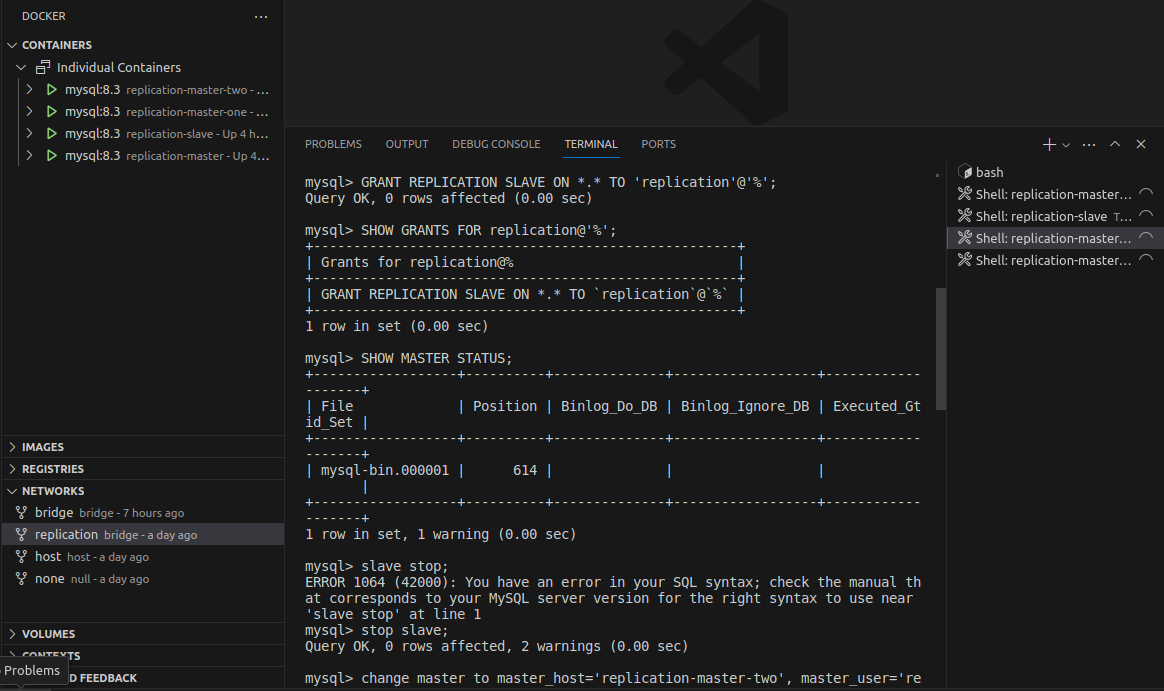 DOCKER
CONTAINERS
Individual Containers
mysql:8.3 replication-master-two - ...
mysql:8.3 replication-master-one - ...
mysql:8.3 replication-slave - Up 4 h...
mysql:8.3 replication-master - Up 4...
IMAGES
REGISTRIES
NETWORKS
bridge bridge - 7 hours ago
replication bridge - a day ago
host host - a day ago
none null - a day ago
VOLUMES
CONTEXTS
Problems
D FEEDBACK
PROBLEMS OUTPUT DEBUG CONSOLE TERMINAL PORTS
mysql> GRANT REPLICATION SLAVE ON *.* TO 'replication'@'%';
Query OK, 0 rows affected (0.00 sec)
mysql> SHOW GRANTS FOR replication@'%';
+-----------------------------------------------------+
| Grants for replication@%                            |
+-----------------------------------------------------+
| GRANT REPLICATION SLAVE ON *.* TO `replication`@`%` |
+-----------------------------------------------------+
1 row in set (0.00 sec)
mysql> SHOW MASTER STATUS;
+------------------+----------+--------------+------------------+------------
-------+
| File             | Position | Binlog_Do_DB | Binlog_Ignore_DB | Executed_Gt
id_Set |
+------------------+----------+--------------+------------------+------------
-------+
| mysql-bin.000001 |      614 |              |                  |
       |
+------------------+----------+--------------+------------------+------------
-------+
1 row in set, 1 warning (0.00 sec)
mysql> slave stop;
ERROR 1064 (42000): You have an error in your SQL syntax; check the manual th
at corresponds to your MySQL server version for the right syntax to use near
'slave stop' at line 1
mysql> stop slave;
Query OK, 0 rows affected, 2 warnings (0.00 sec)
mysql> change master to master_host='replication-master-two', master_user='re
bash
Shell: replication-master...
Shell: replication-slave T...
Shell: replication-master...
Shell: replication-master...